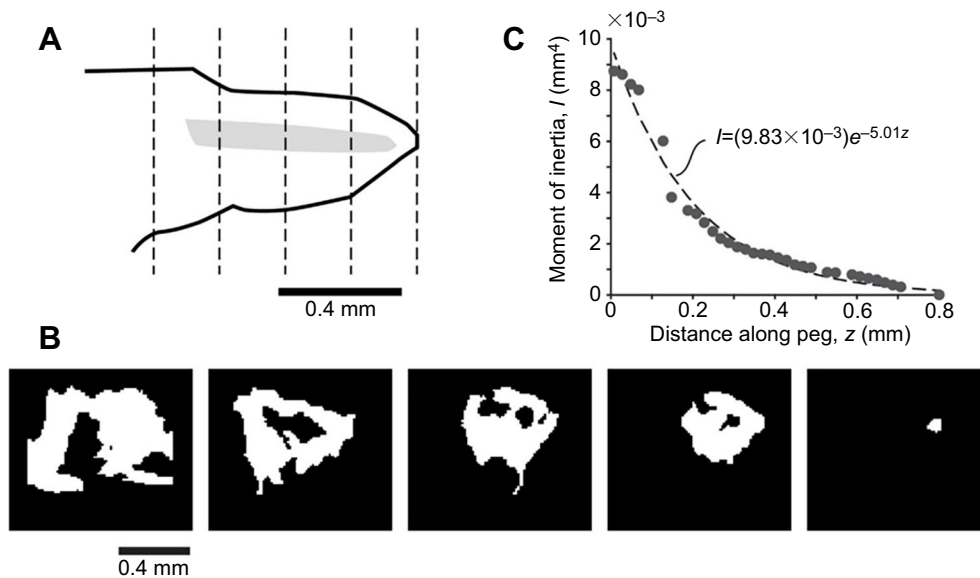 A
0.4 mm
C
×10⁻³
10
8
6
4
2
0
Moment of inertia, I (mm⁴)
I=(9.83×10⁻³)e⁻⁵·⁰¹ᶻ
0 0.2 0.4 0.6 0.8
Distance along peg, z (mm)
B
0.4 mm